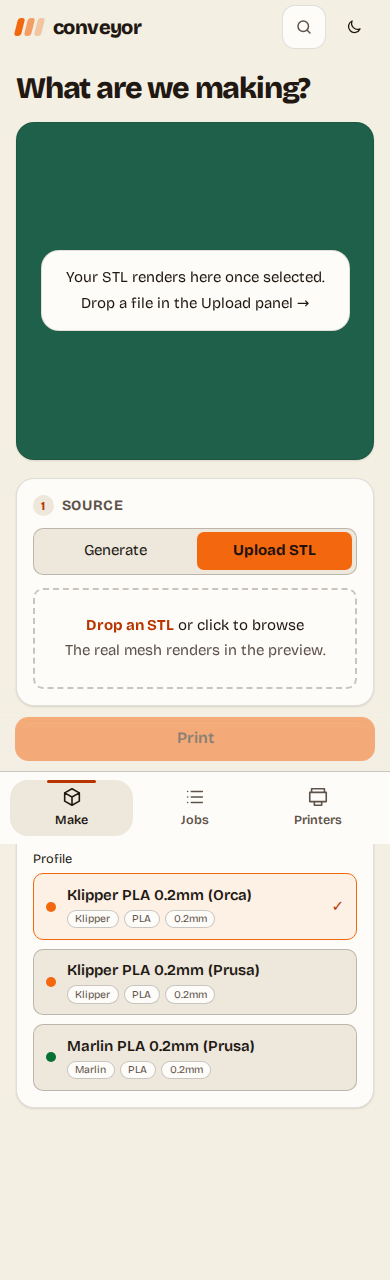 conveyor
What are we making?
Your STL renders here once selected.
Drop a file in the Upload panel →
1 SOURCE
Generate Upload STL
Drop an STL or click to browse
The real mesh renders in the preview.
Print
Make Jobs Printers
Profile
Klipper PLA 0.2mm (Orca)
Klipper PLA 0.2mm
✓
Klipper PLA 0.2mm (Prusa)
Klipper PLA 0.2mm
Marlin PLA 0.2mm (Prusa)
Marlin PLA 0.2mm